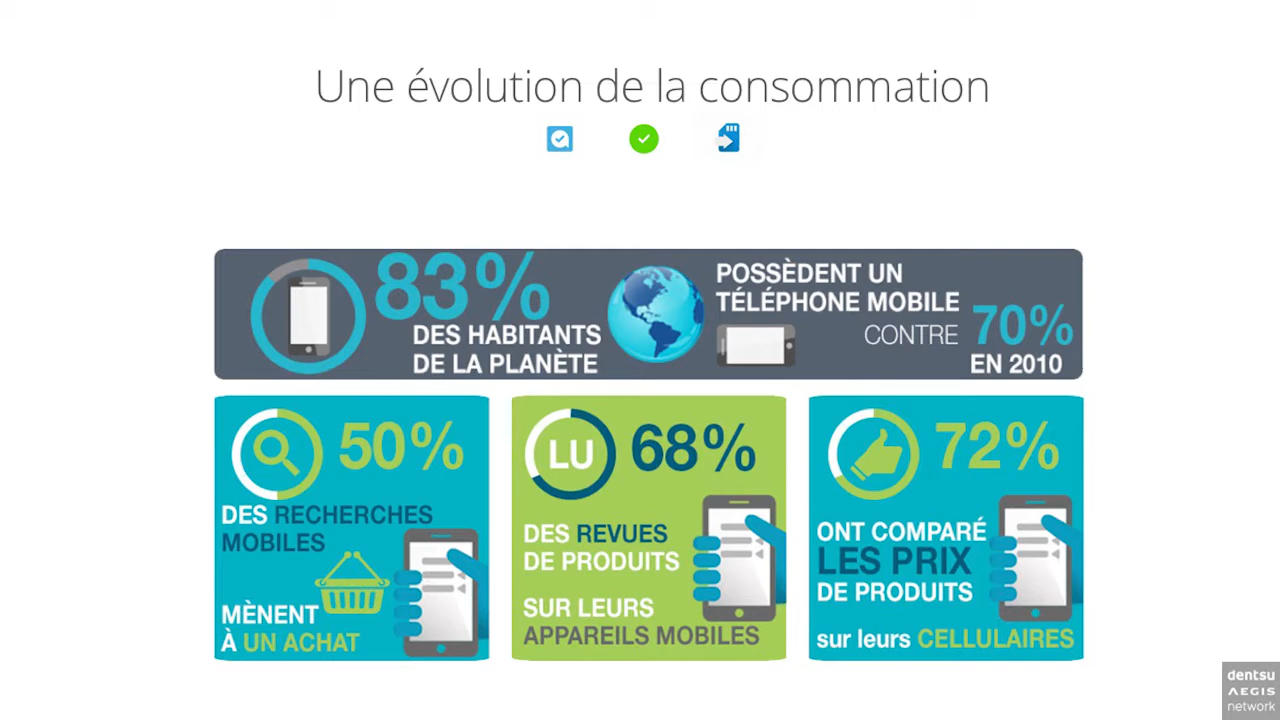 Une évolution de la consommation
83%
DES HABITANTS
DE LA PLANÈTE
POSSÈDENT UN
TÉLÉPHONE MOBILE
CONTRE 70%
EN 2010
50%
DES RECHERCHES
MOBILES
MÈNENT
À UN ACHAT
LU 68%
DES REVUES
DE PRODUITS
SUR LEURS
APPAREILS MOBILES
72%
ONT COMPARÉ
LES PRIX
DE PRODUITS
sur leurs CELLULAIRES
dentsu
AEGIS
network